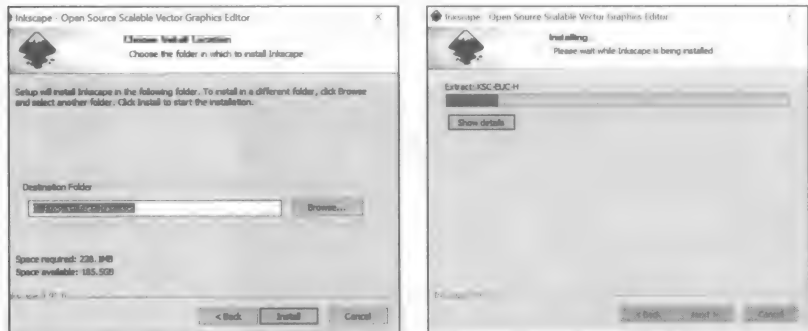 Inkscape - Open Source Scalable Vector Graphics Editor
Choose Install Location
Choose the folder in which to install Inkscape
Setup will install Inkscape in the following folder. To install in a different folder, click Browse
and select another folder. Click Install to start the installation.
Destination Folder
Browse...
Space required: 228.
Space available: 185.5GB
< Back
Install
Cancel
Inkscape - Open Source Scalable Vector Graphics Editor
Installing
Please wait while Inkscape is being installed
Extract: KSC-EUC-H
Show details
< Back
Next >
Cancel